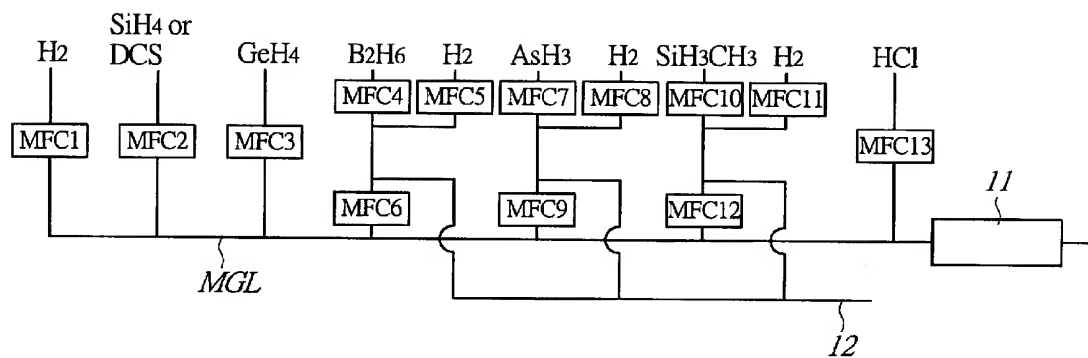 H2
SiH4 or
DCS
GeH4
B2H6
H2
AsH3
H2
SiH3CH3
H2
HCl
MFC4
MFC5
MFC7
MFC8
MFC10
MFC11
MFC1
MFC2
MFC3
MFC13
MFC6
MFC9
MFC12
11
MGL
12